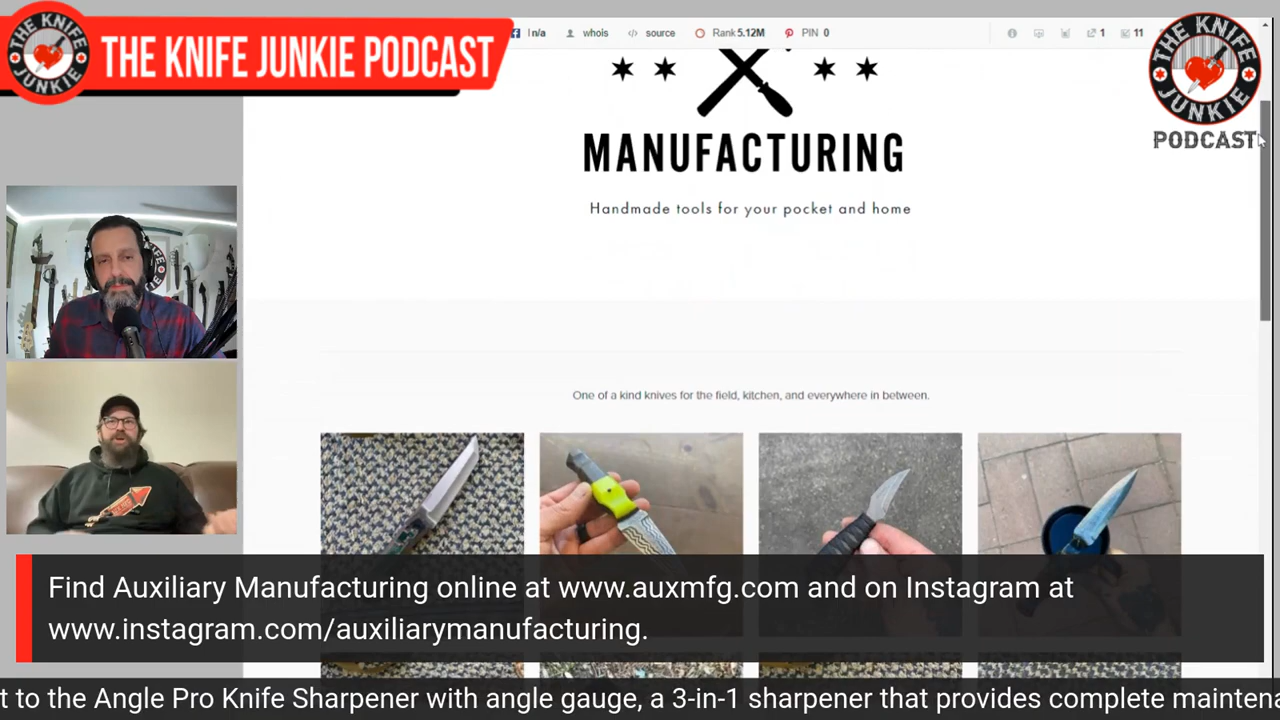 THE KNIFE JUNKIE
THE KNIFE JUNKIE PODCAST
n/a
whois
source
Rank 5.12M
PIN 0
1
11
THE KNIFE JUNKIE
PODCAST
MANUFACTURING
Handmade tools for your pocket and home
One of a kind knives for the field, kitchen, and everywhere in between.
Find Auxiliary Manufacturing online at www.auxmfg.com and on Instagram at
www.instagram.com/auxiliarymanufacturing.
t to the Angle Pro Knife Sharpener with angle gauge, a 3-in-1 sharpener that provides complete maintena